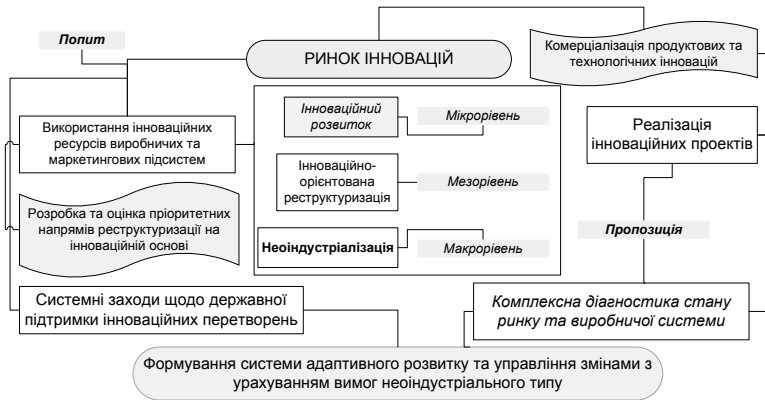 Попит
РИНОК ІННОВАЦІЙ
Комерціалізація продуктових та
технологічних інновацій
Використання інноваційних
ресурсів виробничих та
маркетингових підсистем
Інноваційний
розвиток
Мікрорівень
Реалізація
інноваційних проектів
Інноваційно-
орієнтована
реструктуризація
Мезорівень
Розробка та оцінка пріоритетних
напрямів реструктуризації на
інноваційній основі
Пропозиція
Неоіндустріалізація
Макрорівень
Системні заходи щодо державної
підтримки інноваційних перетворень
Комплексна діагностика стану
ринку та виробничої системи
Формування системи адаптивного розвитку та управління змінами з
урахуванням вимог неоіндустріального типу